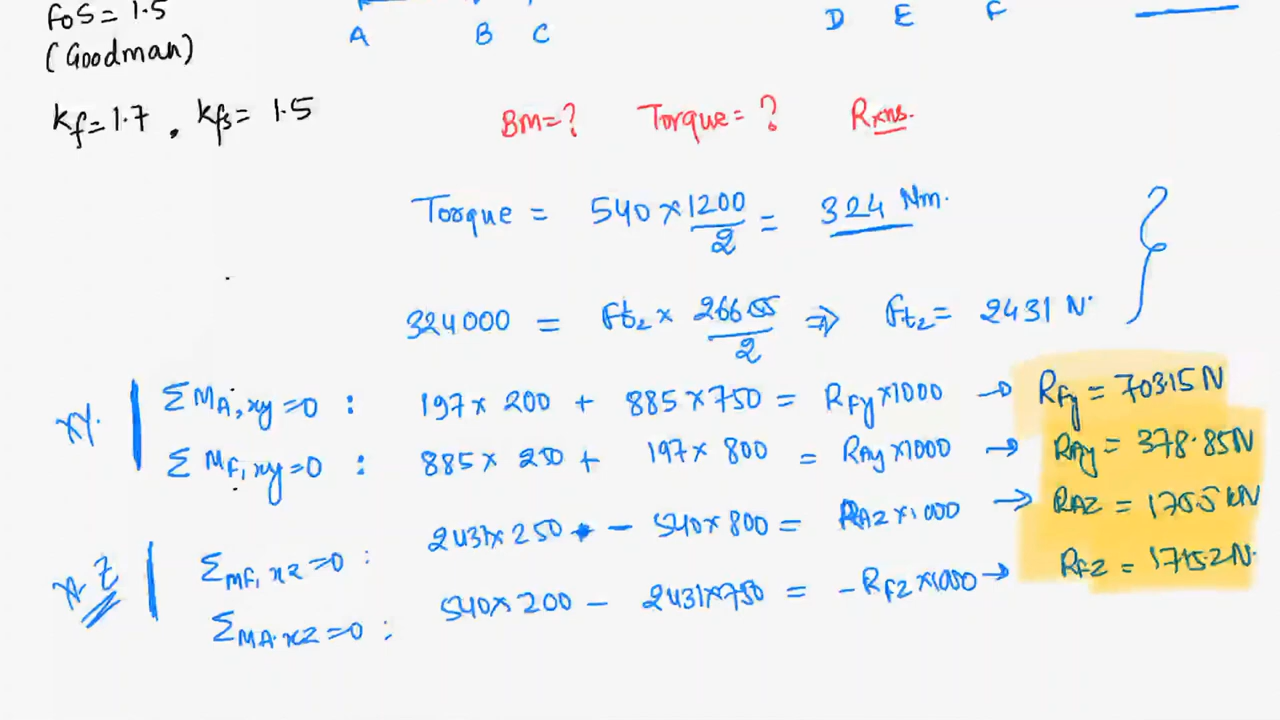 FOS = 1.5
A B C D E F
(Goodman)
kf = 1.7 , kfs = 1.5
BM = ? Torque = ? Rxns.
Torque = 540 × 1200/2 = 324 Nm.
324000 = Ft2 × 266.55/2 ⇒ Ft2 = 2431 N.
XY. ΣMA,xy = 0 : 197 × 200 + 885 × 750 = RFy × 1000 → RFy = 703.15 N
ΣMF,xy = 0 : 885 × 250 + 197 × 800 = RAy × 1000 → RAy = 378.85 N
XZ ΣMF,xz = 0 : 2431 × 250 - 540 × 800 = RAz × 1000 → RAZ = 175.5 kN
ΣMA.xz = 0 : 540 × 200 - 2431 × 750 = -RFZ × 1000 → RFZ = 1715.2 N.